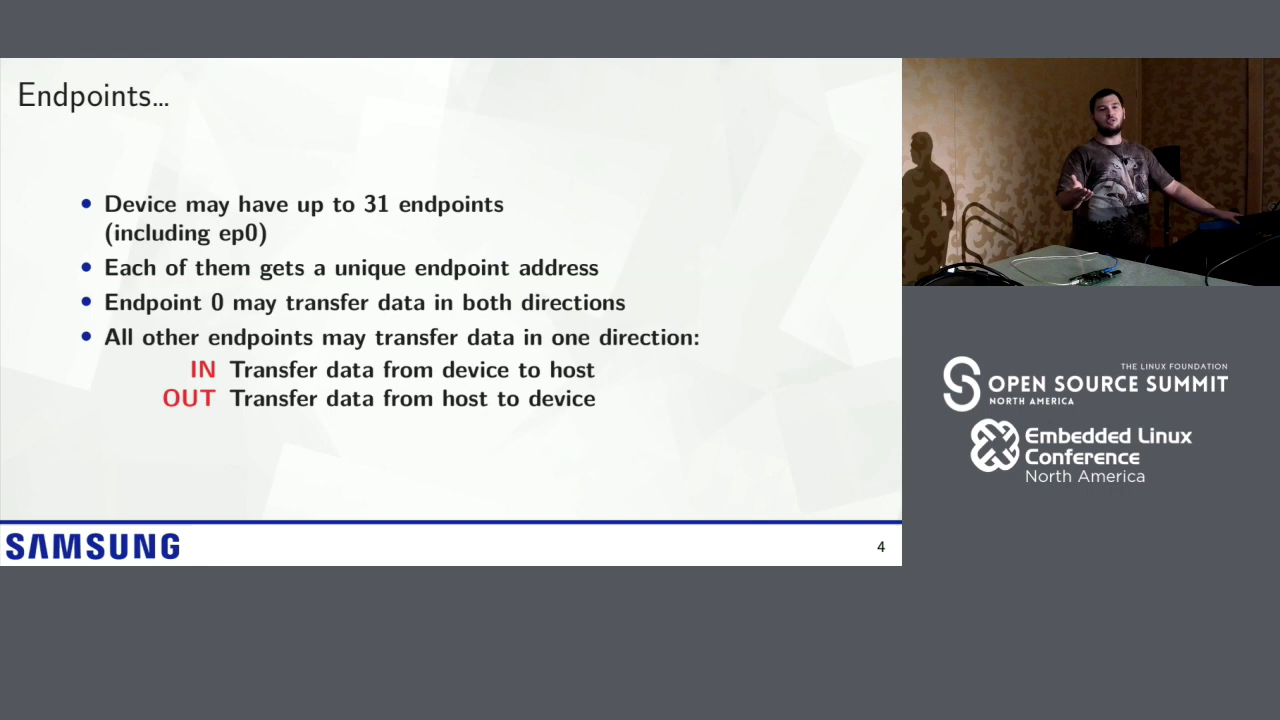 Endpoints...
• Device may have up to 31 endpoints
(including ep0)
• Each of them gets a unique endpoint address
• Endpoint 0 may transfer data in both directions
• All other endpoints may transfer data in one direction:
IN Transfer data from device to host
OUT Transfer data from host to device
SAMSUNG
4
THE LINUX FOUNDATION
OPEN SOURCE SUMMIT
NORTH AMERICA
Embedded Linux
Conference
North America